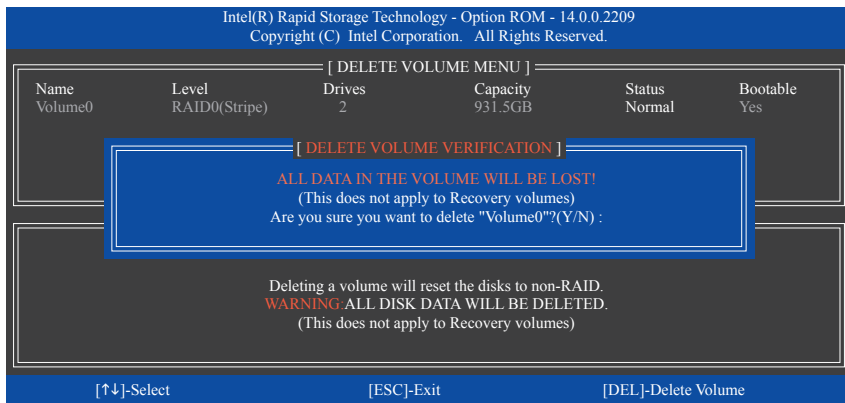 Intel(R) Rapid Storage Technology - Option ROM - 14.0.0.2209
Copyright (C) Intel Corporation. All Rights Reserved.
[ DELETE VOLUME MENU ]
Name Level Drives Capacity Status Bootable
Volume0 RAID0(Stripe) 2 931.5GB Normal Yes
[ DELETE VOLUME VERIFICATION ]
ALL DATA IN THE VOLUME WILL BE LOST!
(This does not apply to Recovery volumes)
Are you sure you want to delete "Volume0"?(Y/N) :
Deleting a volume will reset the disks to non-RAID.
WARNING:ALL DISK DATA WILL BE DELETED.
(This does not apply to Recovery volumes)
[↑↓]-Select [ESC]-Exit [DEL]-Delete Volume